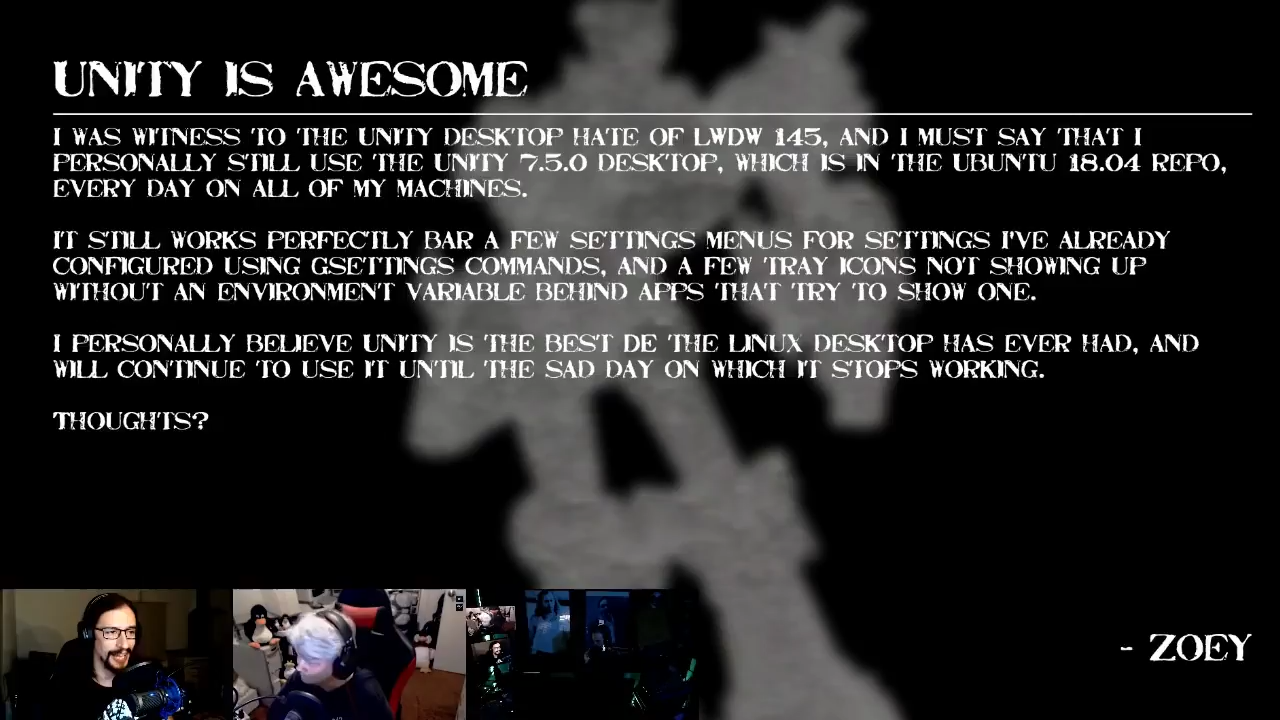 UNITY IS AWESOME
I WAS WITNESS TO THE UNITY DESKTOP HATE OF LWDW 145, AND I MUST SAY THAT I
PERSONALLY STILL USE THE UNITY 7.5.0 DESKTOP, WHICH IS IN THE UBUNTU 18.04 REPO,
EVERY DAY ON ALL OF MY MACHINES.
IT STILL WORKS PERFECTLY BAR A FEW SETTINGS MENUS FOR SETTINGS I'VE ALREADY
CONFIGURED USING GSETTINGS COMMANDS, AND A FEW TRAY ICONS NOT SHOWING UP
WITHOUT AN ENVIRONMENT VARIABLE BEHIND APPS THAT TRY TO SHOW ONE.
I PERSONALLY BELIEVE UNITY IS THE BEST DE THE LINUX DESKTOP HAS EVER HAD, AND
WILL CONTINUE TO USE IT UNTIL THE SAD DAY ON WHICH IT STOPS WORKING.
THOUGHTS?
- ZOEY